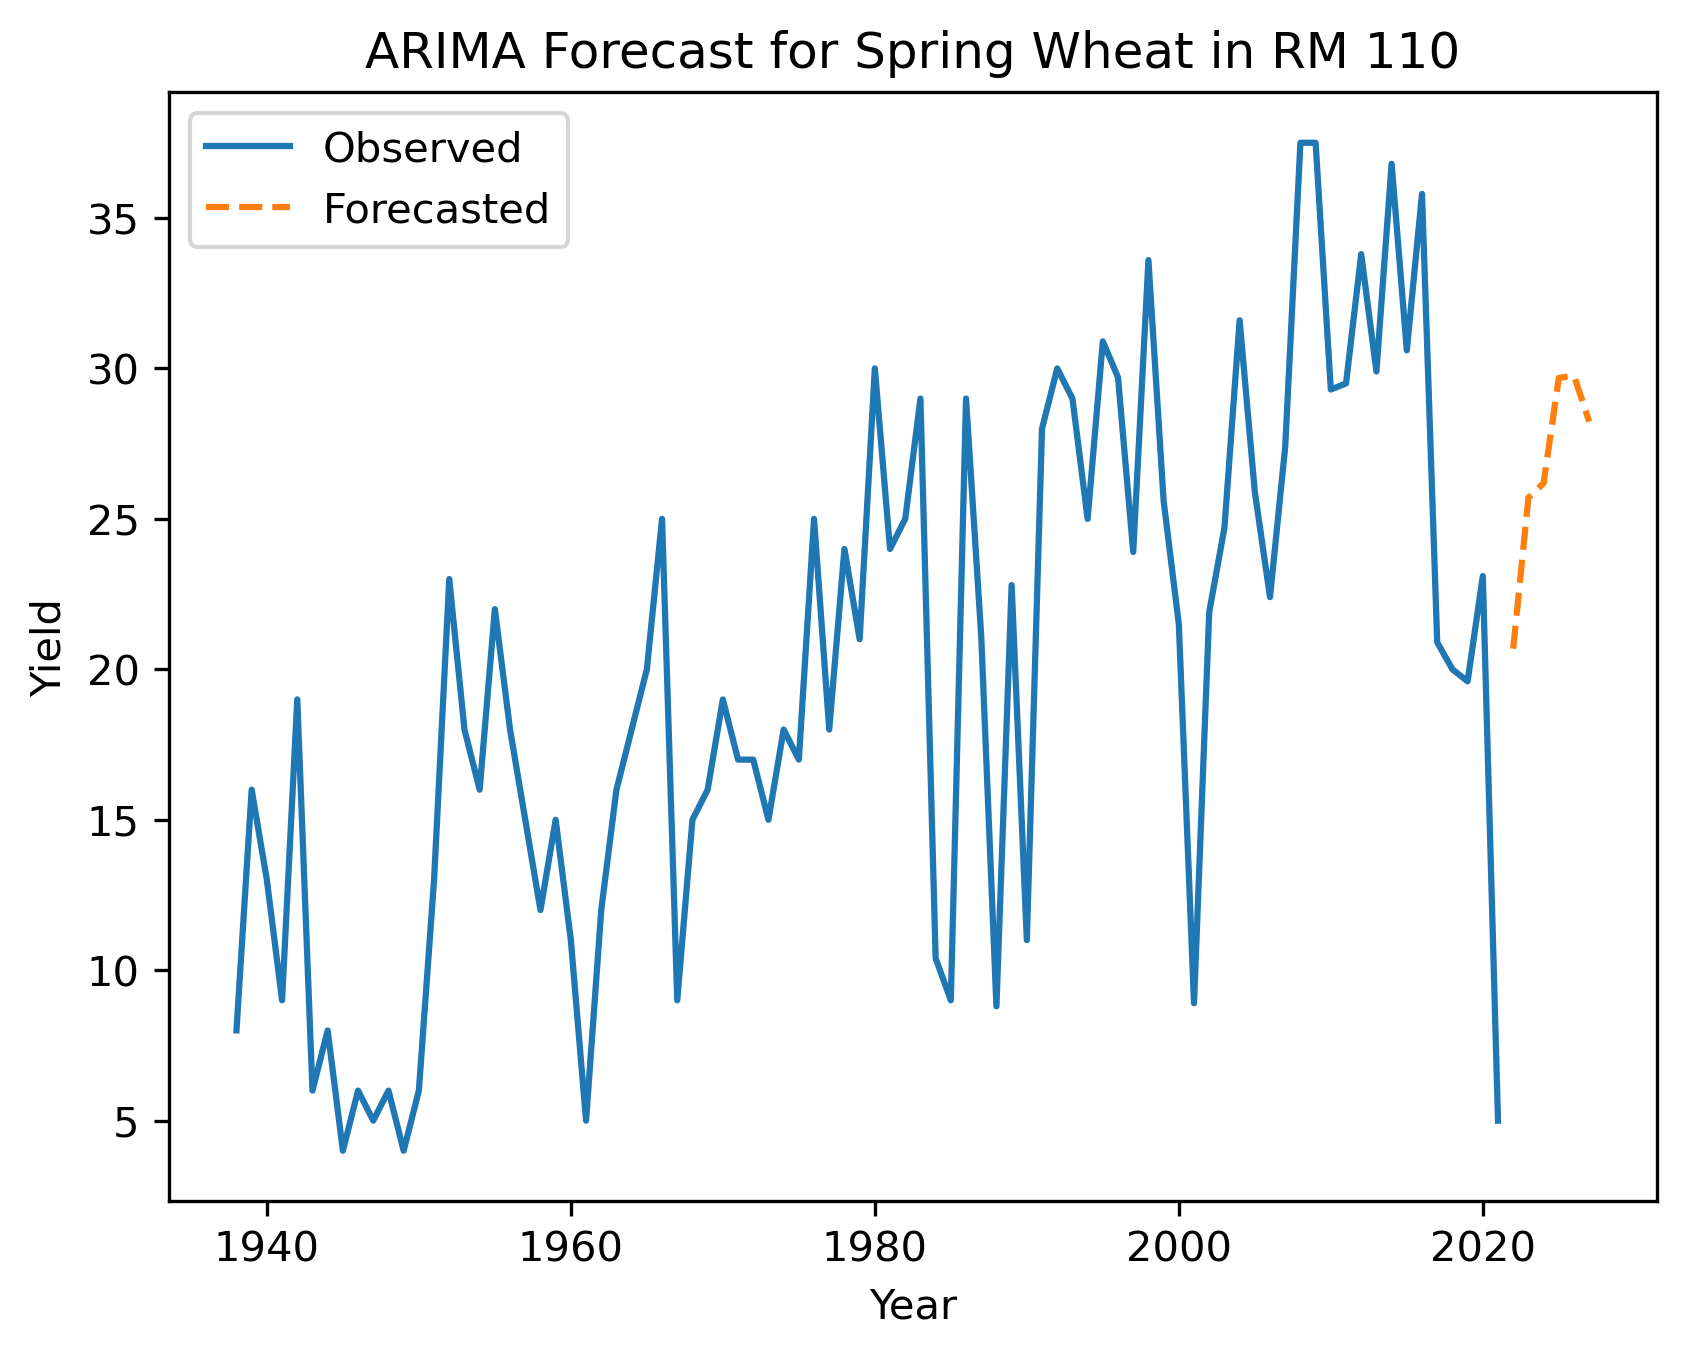 ARIMA Forecast for Spring Wheat in RM 110
Observed
Forecasted
35
30
25
20
15
10
5
Yield
1940 1960 1980 2000 2020
Year